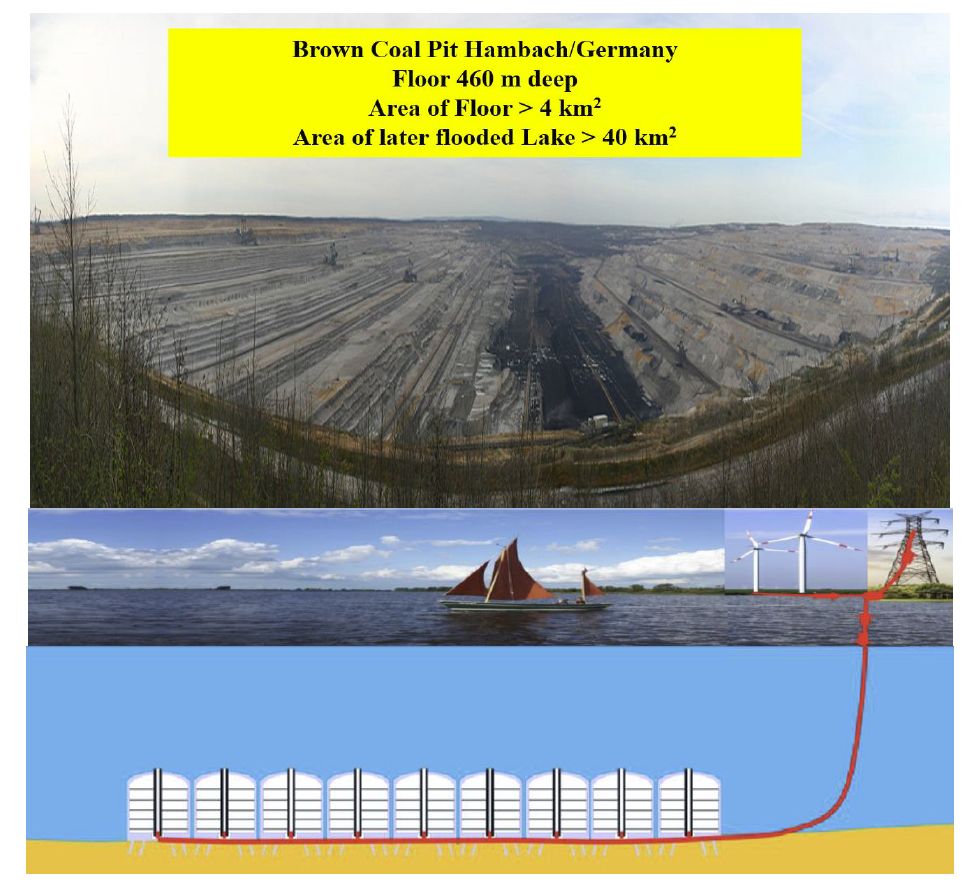 Brown Coal Pit Hambach/Germany
Floor 460 m deep
Area of Floor > 4 km²
Area of later flooded Lake > 40 km²